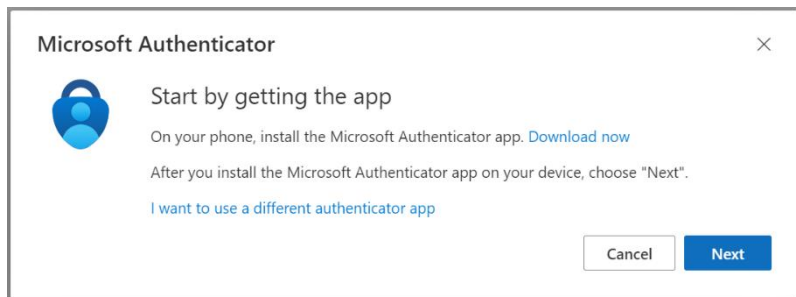 Microsoft Authenticator
Start by getting the app
On your phone, install the Microsoft Authenticator app. Download now
After you install the Microsoft Authenticator app on your device, choose "Next".
I want to use a different authenticator app
Cancel
Next